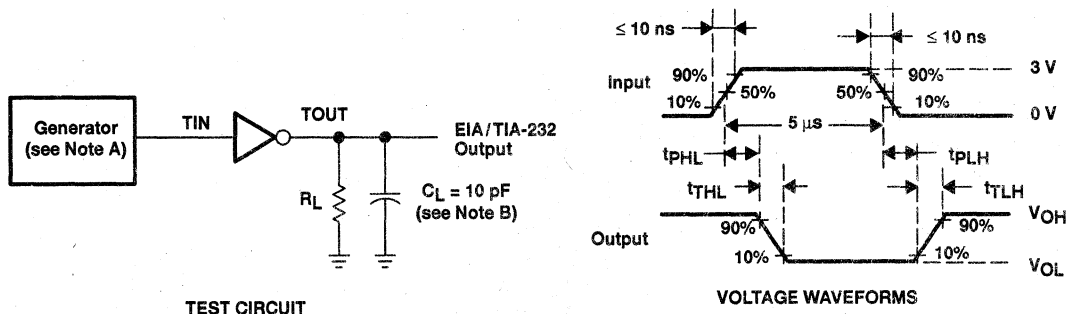 Generator
(see Note A)
TIN
TOUT
EIA/TIA-232
Output
RL
CL = 10 pF
(see Note B)
TEST CIRCUIT
≤ 10 ns
≤ 10 ns
input
90%
50%
10%
50%
90%
10%
3 V
0 V
5 μs
tPHL
tPLH
tTHL
tTLH
Output
90%
10%
90%
10%
VOH
VOL
VOLTAGE WAVEFORMS